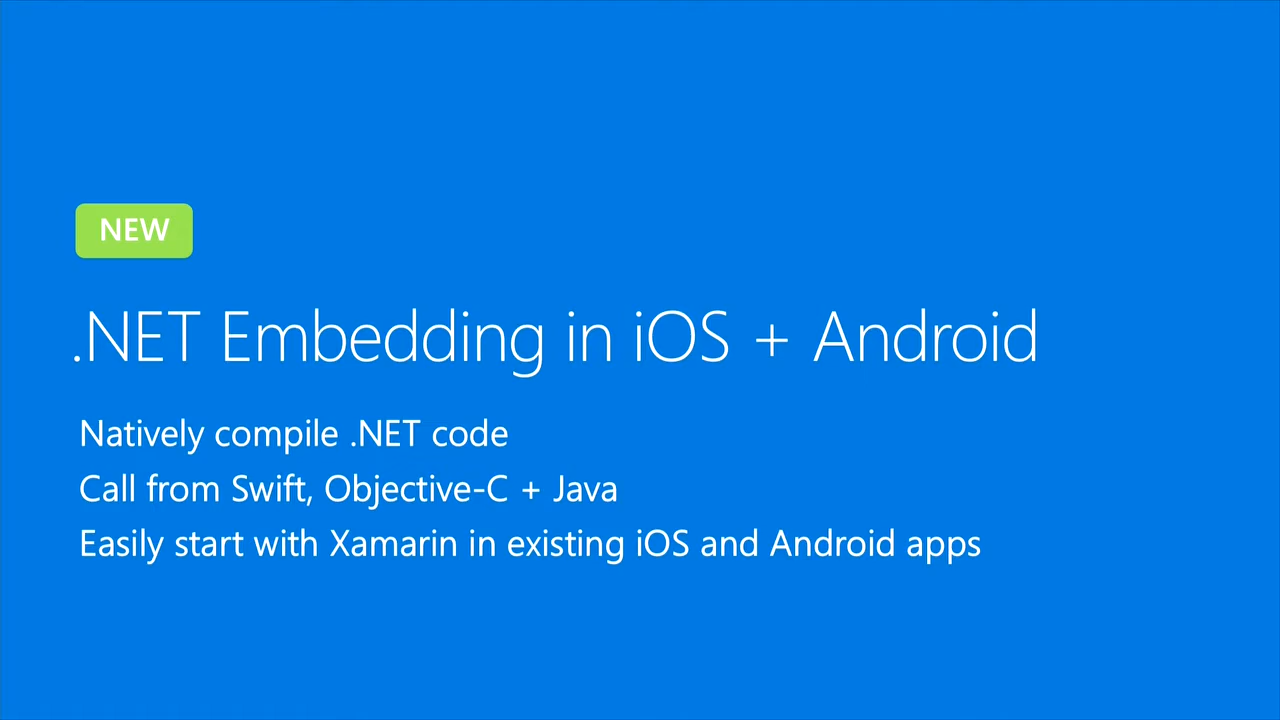 NEW
.NET Embedding in iOS + Android
Natively compile .NET code
Call from Swift, Objective-C + Java
Easily start with Xamarin in existing iOS and Android apps